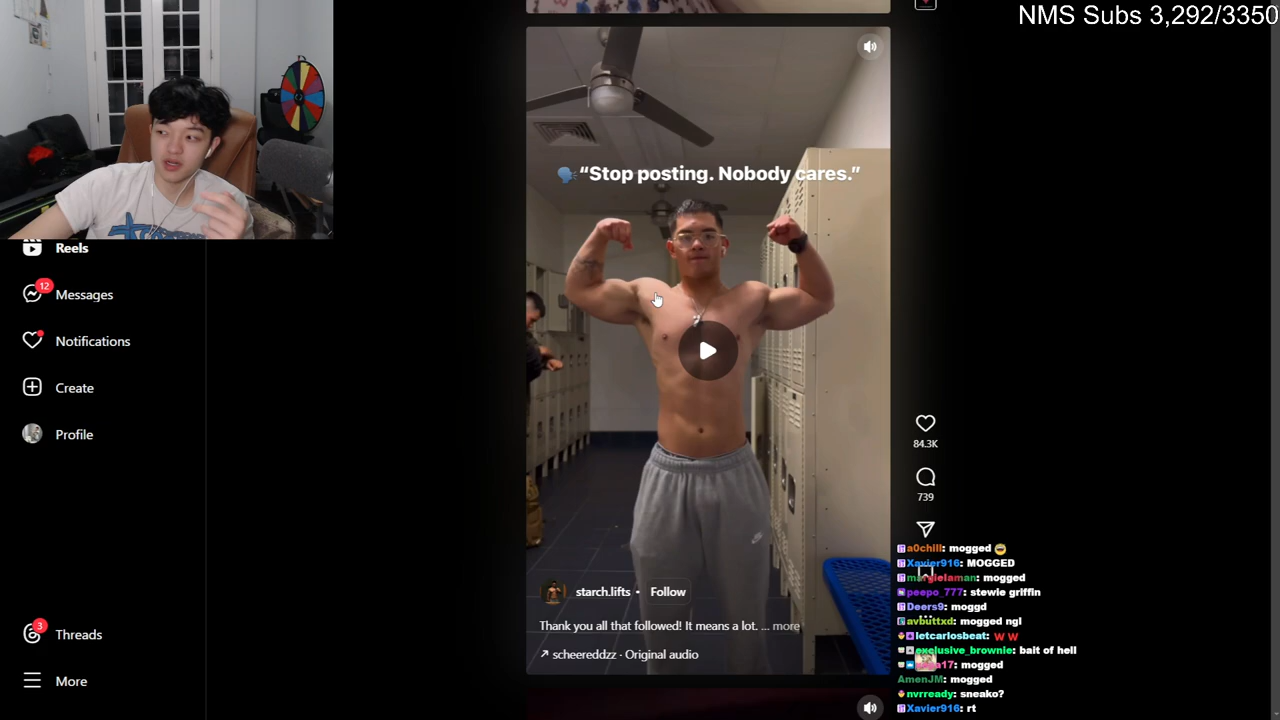 NMS Subs 3,292/3350
“Stop posting. Nobody cares.”
Reels
12
Messages
Notifications
Create
Profile
3
Threads
More
84.3K
739
starch.lifts • Follow
Thank you all that followed! It means a lot. ... more
scheereddzz · Original audio
a0chill: mogged
Xavier916: MOGGED
margielaman: mogged
peepo_777: stewie griffin
Deers9: moggd
avbuttxd: mogged ngl
letcarlosbeat: W W
exclusive_brownie: bait of hell
mogged
AmenJM: mogged
nvrready: sneako?
Xavier916: rt